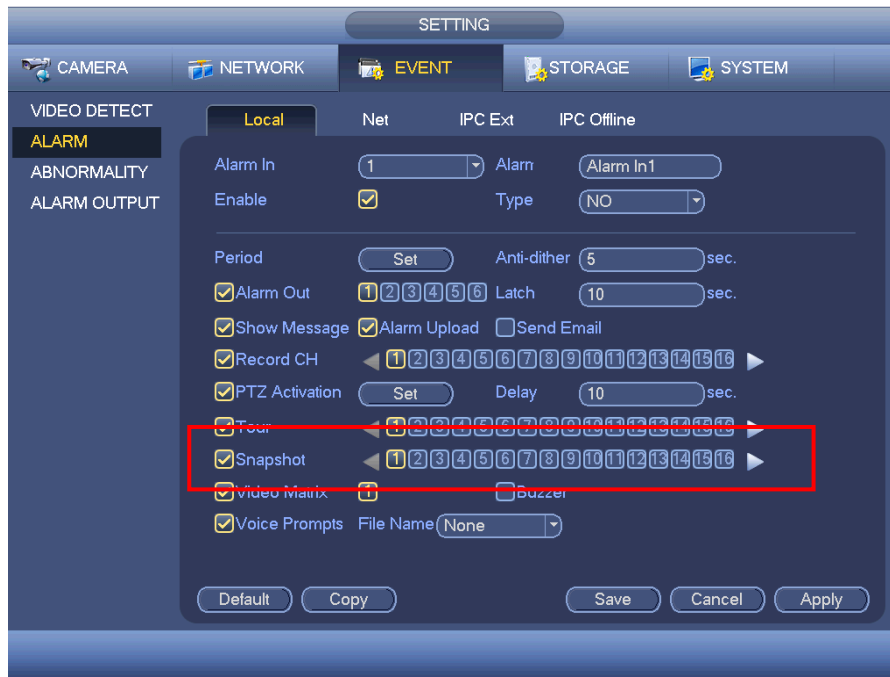 SETTING
CAMERA NETWORK EVENT STORAGE SYSTEM
VIDEO DETECT
ALARM
ABNORMALITY
ALARM OUTPUT
Local Net IPC Ext IPC Offline
Alarm In 1 Alarm Alarm In1
Enable Type NO
Period Set Anti-dither 5 sec.
Alarm Out 1 2 3 4 5 6 Latch 10 sec.
Show Message Alarm Upload Send Email
Record CH 1 2 3 4 5 6 7 8 9 10 11 12 13 14 15 16
PTZ Activation Set Delay 10 sec.
Tour 1 2 3 4 5 6 7 8 9 10 11 12 13 14 15 16
Snapshot 1 2 3 4 5 6 7 8 9 10 11 12 13 14 15 16
Video Matrix 1 Buzzer
Voice Prompts File Name None
Default Copy Save Cancel Apply